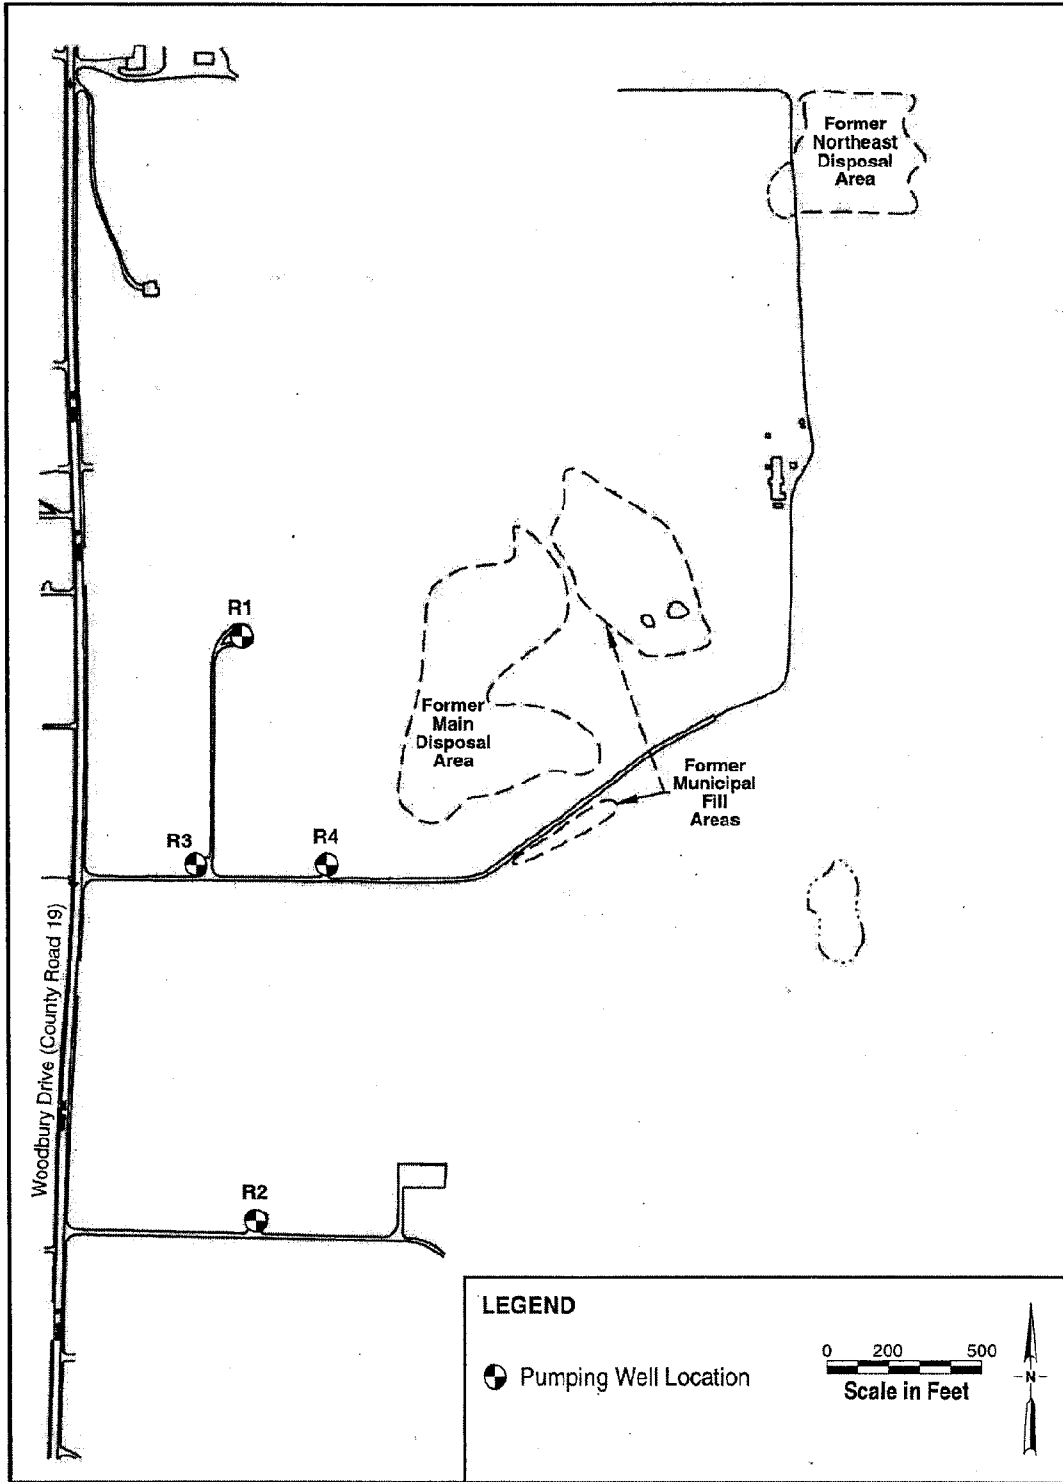 Former
Northeast
Disposal
Area
R1
Former
Main
Disposal
Area
Former
Municipal
Fill
Areas
R3
R4
Woodbury Drive (County Road 19)
R2
LEGEND
Pumping Well Location
0 200 500
Scale in Feet
N